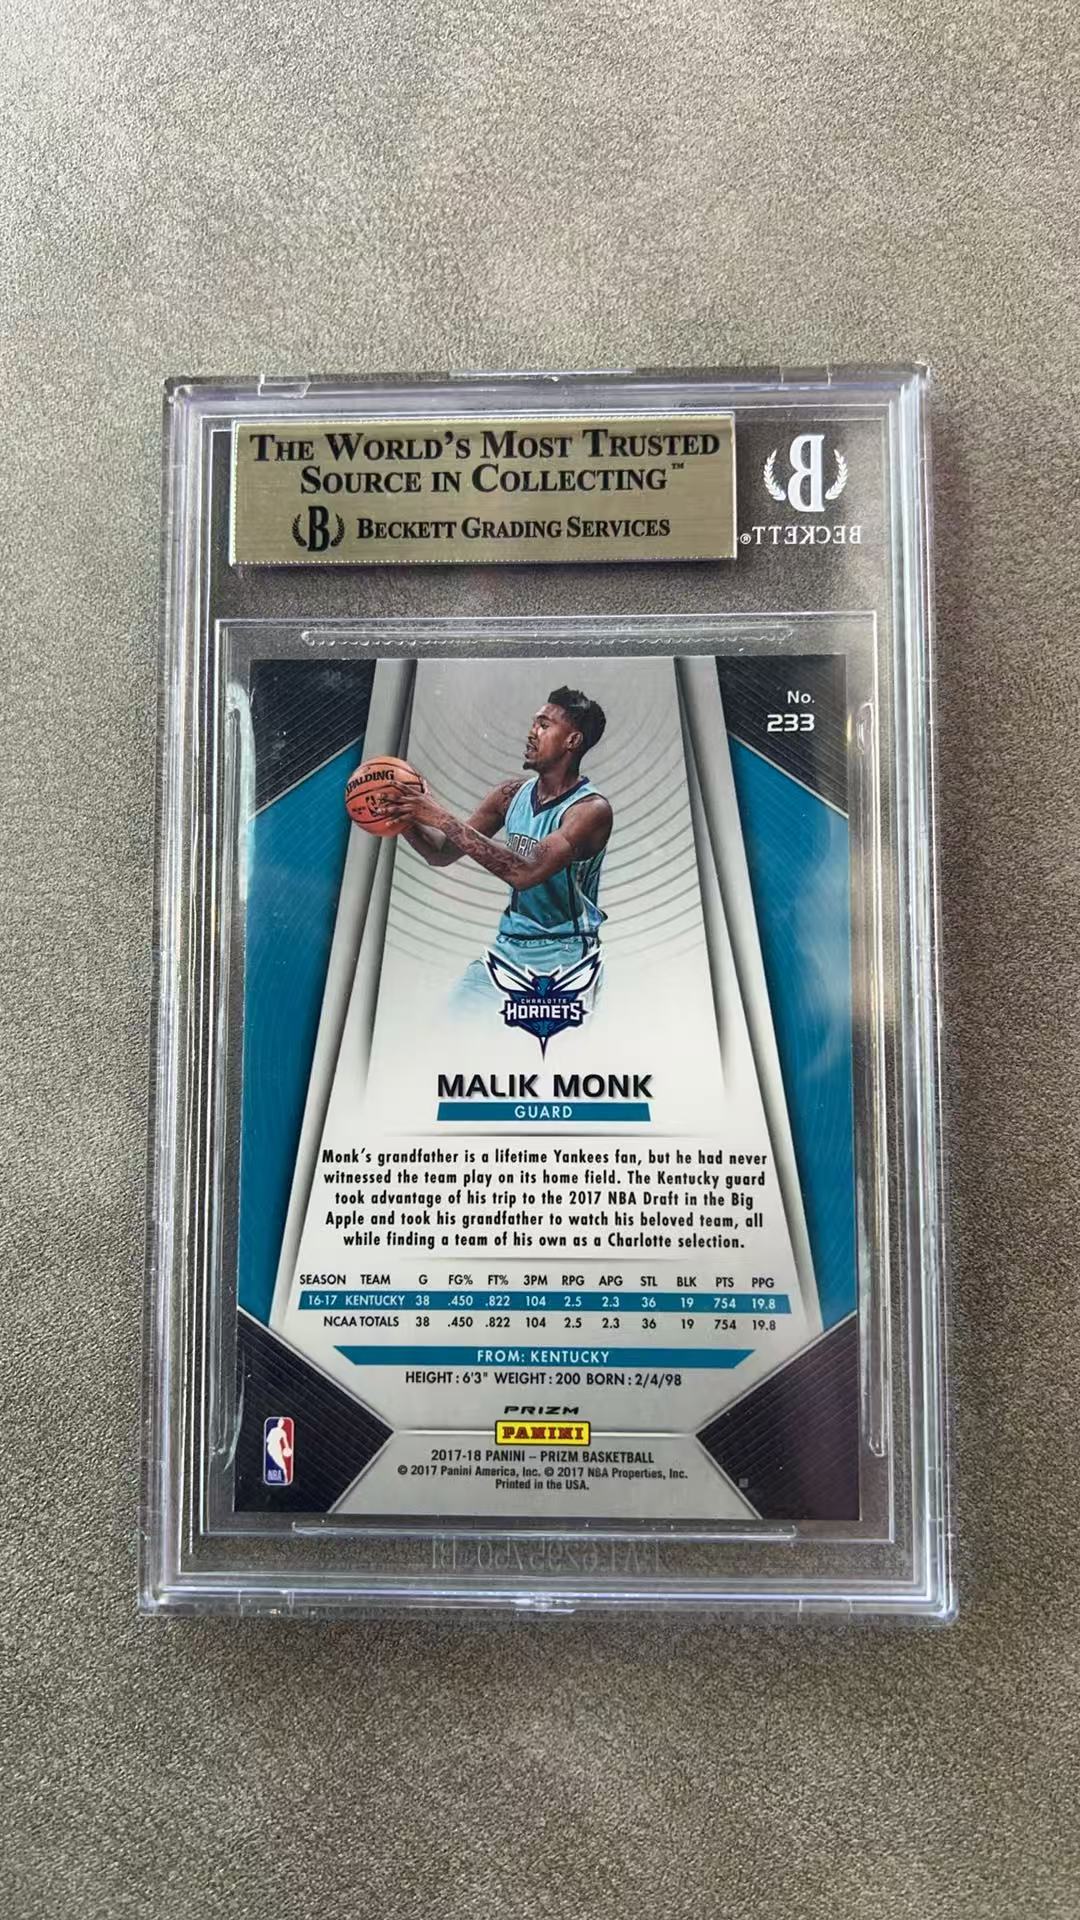 THE WORLD'S MOST TRUSTED
SOURCE IN COLLECTING™
B BECKETT GRADING SERVICES
B
BECKETT®
No.
233
SPALDING
CHARLOTTE
HORNETS
MALIK MONK
GUARD
Monk's grandfather is a lifetime Yankees fan, but he had never
witnessed the team play on its home field. The Kentucky guard
took advantage of his trip to the 2017 NBA Draft in the Big
Apple and took his grandfather to watch his beloved team, all
while finding a team of his own as a Charlotte selection.
SEASON TEAM G FG% FT% 3PM RPG APG STL BLK PTS PPG
16-17 KENTUCKY 38 .450 .822 104 2.5 2.3 36 19 754 19.8
NCAA TOTALS 38 .450 .822 104 2.5 2.3 36 19 754 19.8
FROM: KENTUCKY
HEIGHT: 6'3" WEIGHT: 200 BORN: 2/4/98
PRIZM
PANINI
NBA
2017-18 PANINI – PRIZM BASKETBALL
© 2017 Panini America, Inc. © 2017 NBA Properties, Inc.
Printed in the USA.